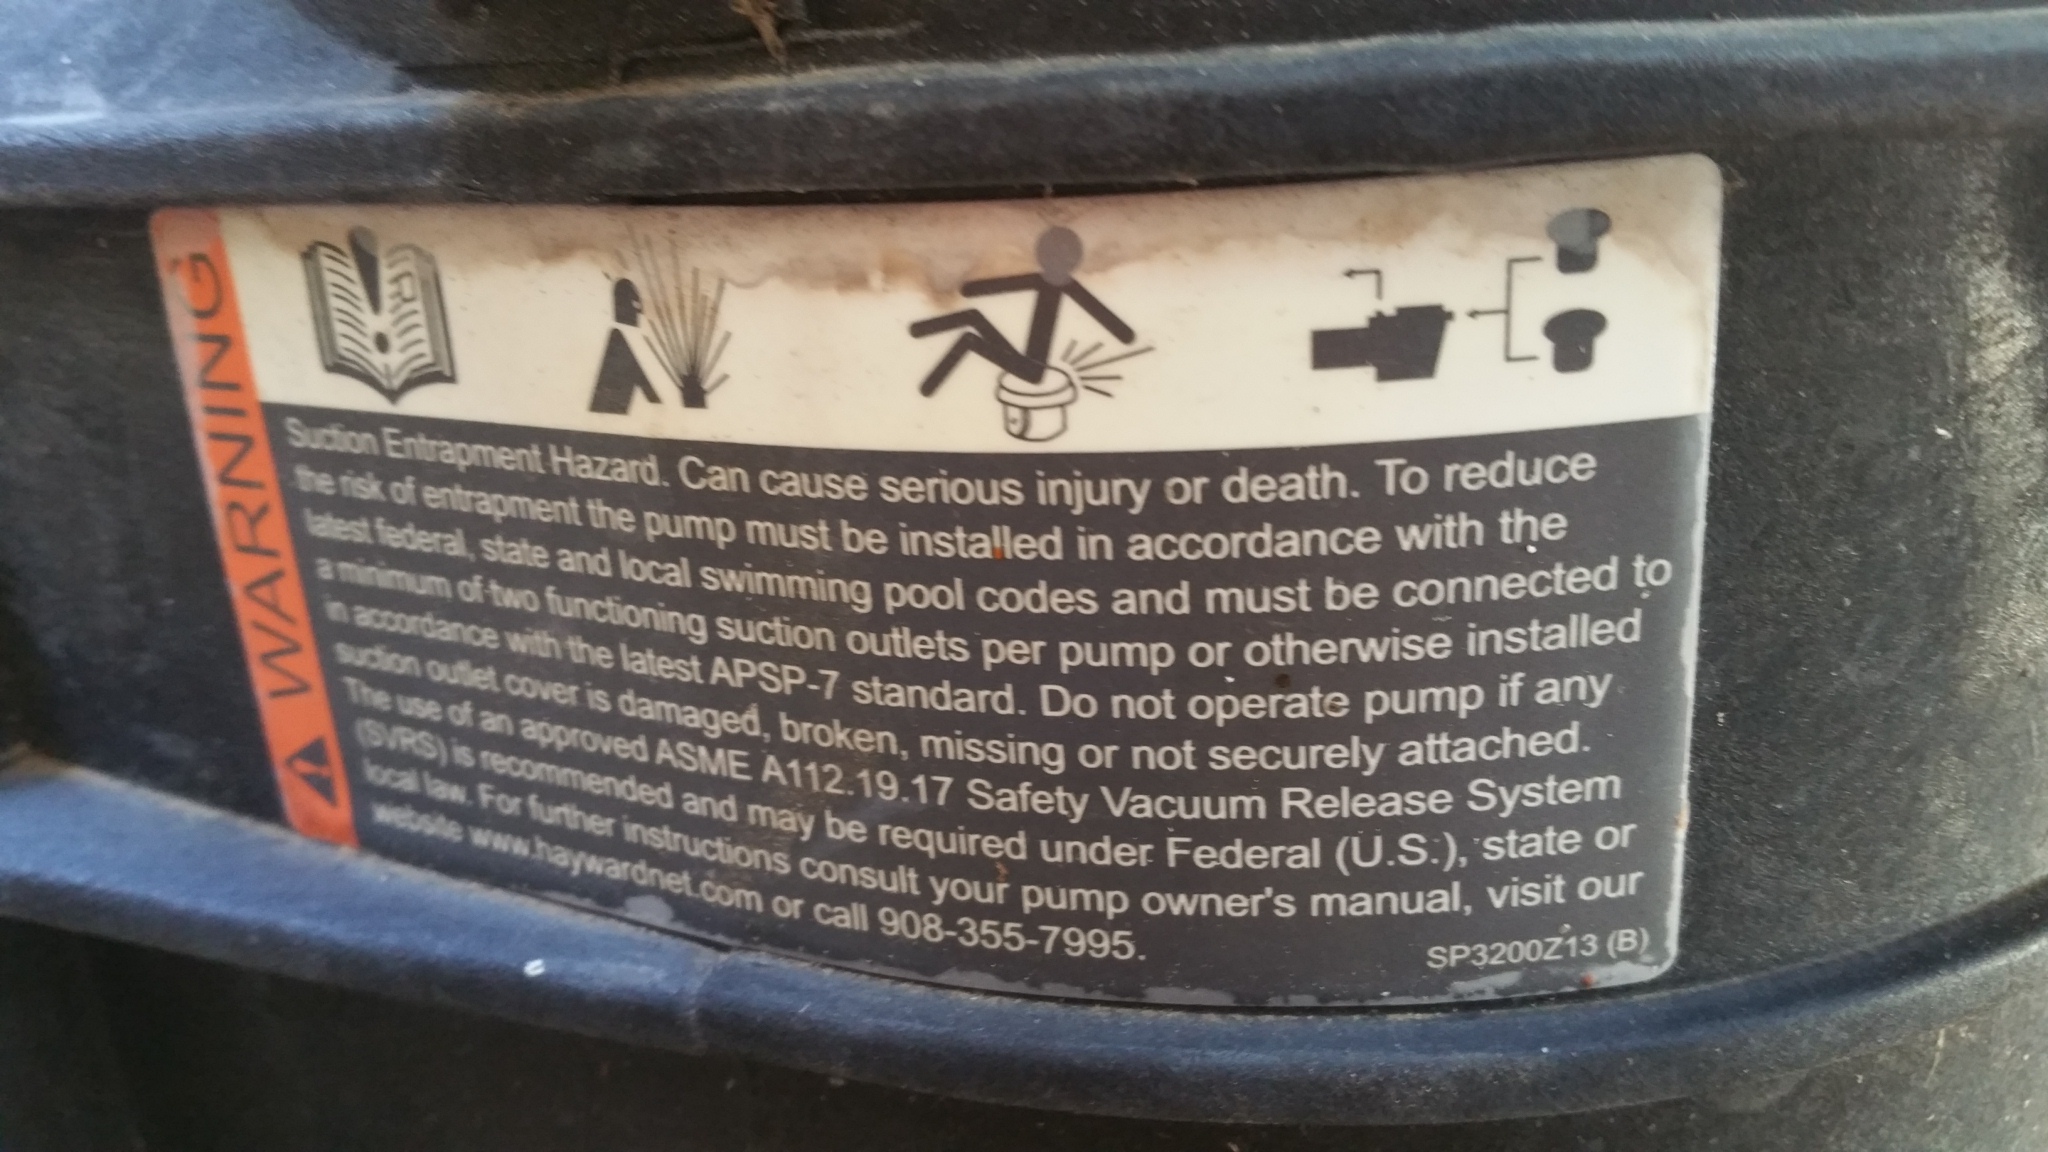 WARNING
Suction Entrapment Hazard. Can cause serious injury or death. To reduce
the risk of entrapment the pump must be installed in accordance with the
latest federal, state and local swimming pool codes and must be connected to
a minimum of two functioning suction outlets per pump or otherwise installed
in accordance with the latest APSP-7 standard. Do not operate pump if any
suction outlet cover is damaged, broken, missing or not securely attached.
The use of an approved ASME A112.19.17 Safety Vacuum Release System
(SVRS) is recommended and may be required under Federal (U.S.), state or
local law. For further instructions consult your pump owner's manual, visit our
website www.haywardnet.com or call 908-355-7995.
SP3200Z13 (B)